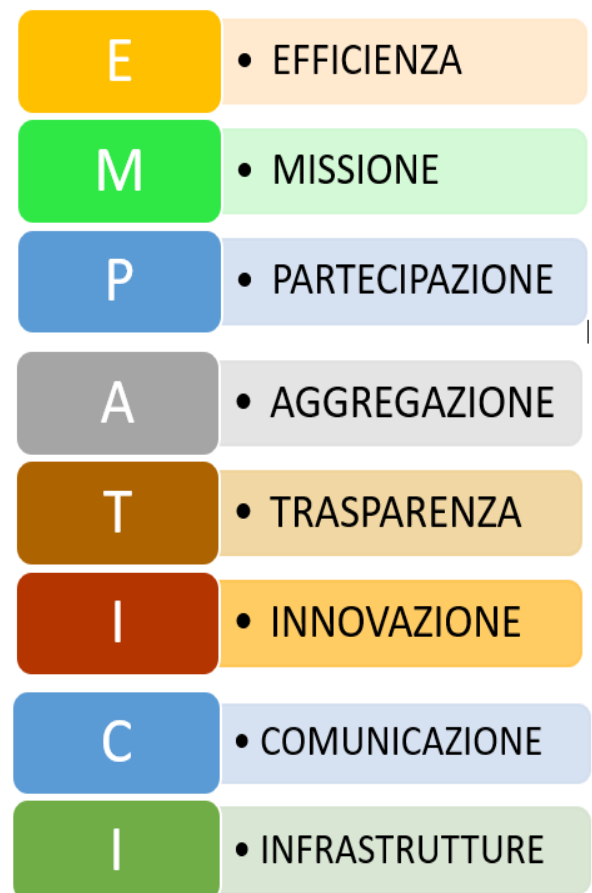 E • EFFICIENZA
M • MISSIONE
P • PARTECIPAZIONE
A • AGGREGAZIONE
T • TRASPARENZA
I • INNOVAZIONE
C • COMUNICAZIONE
I • INFRASTRUTTURE